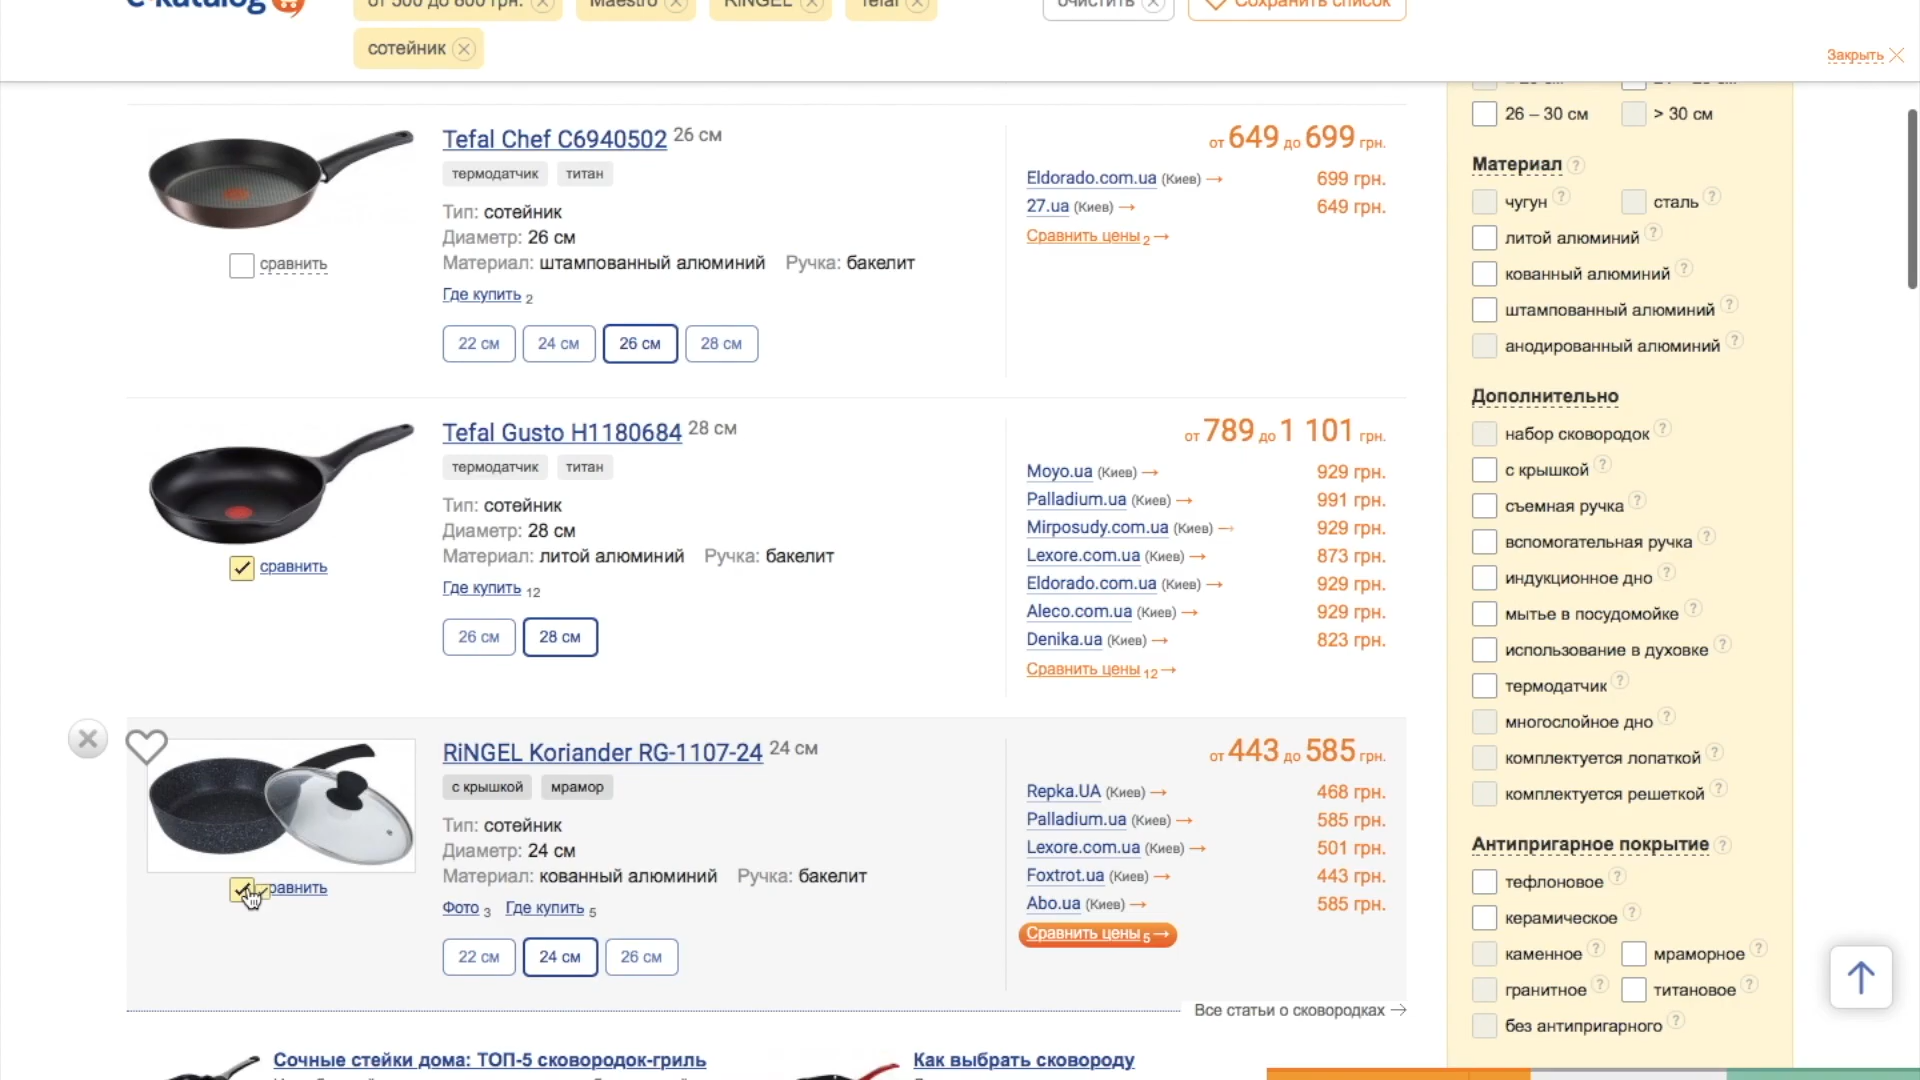 e-katalog
от 500 до 800 грн.
Maestro
RiNGEL
Tefal
очистить
Сохранить список
сотейник
Закрыть
26 – 30 см
> 30 см
Tefal Chef C6940502 26 см
термодатчик титан
Тип: сотейник
Диаметр: 26 см
Материал: штампованный алюминий Ручка: бакелит
Где купить 2
22 см 24 см 26 см 28 см
сравнить
от 649 до 699 грн.
Eldorado.com.ua (Киев) → 699 грн.
27.ua (Киев) → 649 грн.
Сравнить цены 2 →
Tefal Gusto H1180684 28 см
термодатчик титан
Тип: сотейник
Диаметр: 28 см
Материал: литой алюминий Ручка: бакелит
Где купить 12
26 см 28 см
сравнить
от 789 до 1 101 грн.
Moyo.ua (Киев) → 929 грн.
Palladium.ua (Киев) → 991 грн.
Mirposudy.com.ua (Киев) → 929 грн.
Lexore.com.ua (Киев) → 873 грн.
Eldorado.com.ua (Киев) → 929 грн.
Aleco.com.ua (Киев) → 929 грн.
Denika.ua (Киев) → 823 грн.
Сравнить цены 12 →
RiNGEL Koriander RG-1107-24 24 см
с крышкой мрамор
Тип: сотейник
Диаметр: 24 см
Материал: кованный алюминий Ручка: бакелит
Фото 3 Где купить 5
22 см 24 см 26 см
равнить
от 443 до 585 грн.
Repka.UA (Киев) → 468 грн.
Palladium.ua (Киев) → 585 грн.
Lexore.com.ua (Киев) → 501 грн.
Foxtrot.ua (Киев) → 443 грн.
Abo.ua (Киев) → 585 грн.
Сравнить цены 5 →
Все статьи о сковородках →
Сочные стейки дома: ТОП-5 сковородок-гриль
Как выбрать сковороду
Материал ?
чугун ? сталь ?
литой алюминий ?
кованный алюминий ?
штампованный алюминий ?
анодированный алюминий ?
Дополнительно
набор сковородок ?
с крышкой ?
съемная ручка ?
вспомогательная ручка ?
индукционное дно ?
мытье в посудомойке ?
использование в духовке ?
термодатчик ?
многослойное дно ?
комплектуется лопаткой ?
комплектуется решеткой ?
Антипригарное покрытие ?
тефлоновое ?
керамическое ?
каменное ? мраморное ?
гранитное ? титановое ?
без антипригарного ?